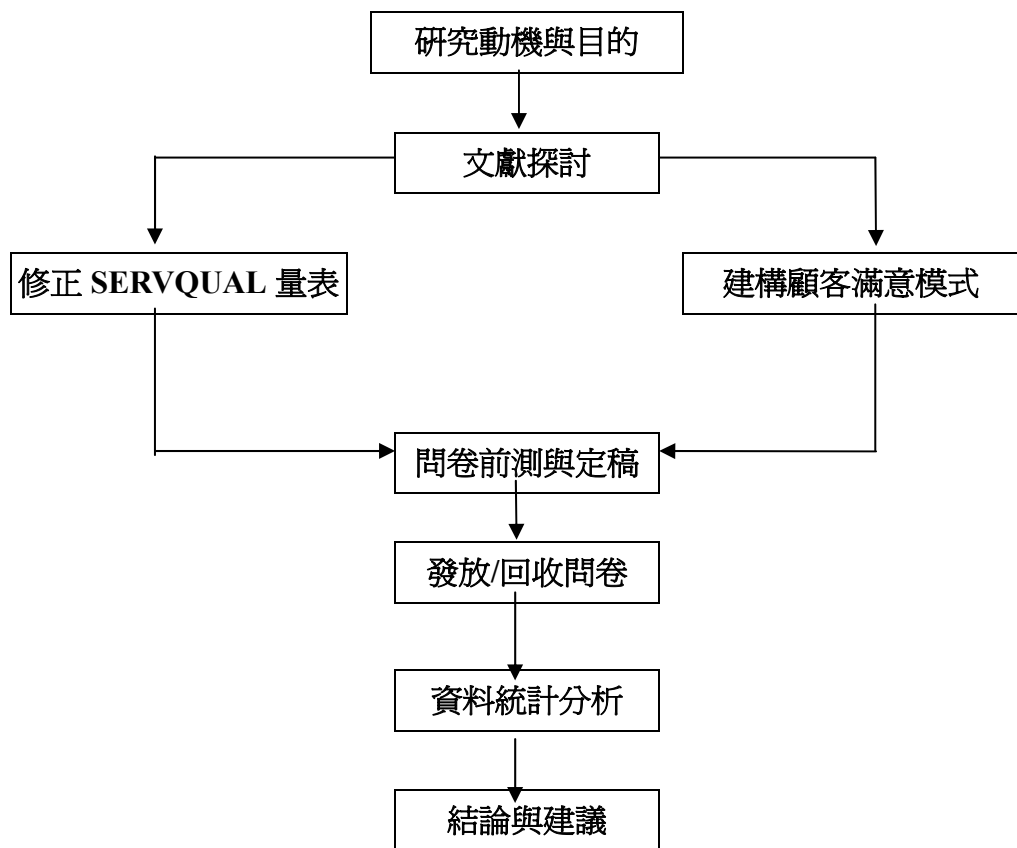 研究動機與目的
文獻探討
修正 SERVQUAL 量表
建構顧客滿意模式
問卷前測與定稿
發放/回收問卷
資料統計分析
結論與建議